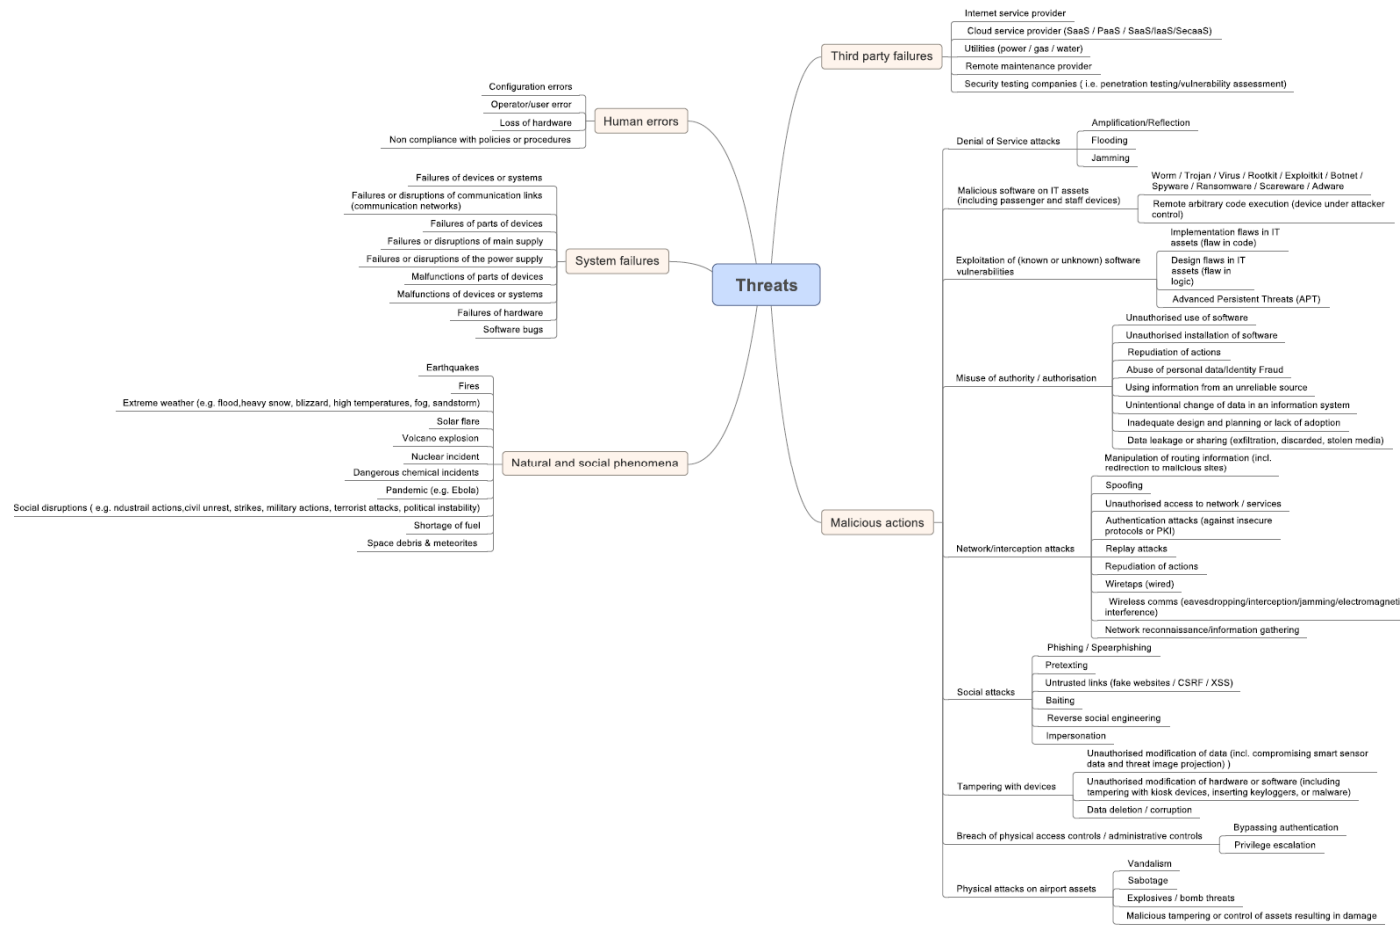 Threats
Third party failures
Internet service provider
Cloud service provider (SaaS / PaaS / SaaS/IaaS/SecaaS)
Utilities (power / gas / water)
Remote maintenance provider
Security testing companies ( i.e. penetration testing/vulnerability assessment)
Human errors
Configuration errors
Operator/user error
Loss of hardware
Non compliance with policies or procedures
System failures
Failures of devices or systems
Failures or disruptions of communication links
(communication networks)
Failures of parts of devices
Failures or disruptions of main supply
Failures or disruptions of the power supply
Malfunctions of parts of devices
Malfunctions of devices or systems
Failures of hardware
Software bugs
Natural and social phenomena
Earthquakes
Fires
Extreme weather (e.g. flood,heavy snow, blizzard, high temperatures, fog, sandstorm)
Solar flare
Volcano explosion
Nuclear incident
Dangerous chemical incidents
Pandemic (e.g. Ebola)
Social disruptions ( e.g. ndustrail actions,civil unrest, strikes, military actions, terrorist attacks, political instability)
Shortage of fuel
Space debris & meteorites
Malicious actions
Denial of Service attacks
Amplification/Reflection
Flooding
Jamming
Malicious software on IT assets
(including passenger and staff devices)
Worm / Trojan / Virus / Rootkit / Exploitkit / Botnet /
Spyware / Ransomware / Scareware / Adware
Remote arbitrary code execution (device under attacker
control)
Exploitation of (known or unknown) software
vulnerabilities
Implementation flaws in IT
assets (flaw in code)
Design flaws in IT
assets (flaw in
logic)
Advanced Persistent Threats (APT)
Misuse of authority / authorisation
Unauthorised use of software
Unauthorised installation of software
Repudiation of actions
Abuse of personal data/Identity Fraud
Using information from an unreliable source
Unintentional change of data in an information system
Inadequate design and planning or lack of adoption
Data leakage or sharing (exfiltration, discarded, stolen media)
Network/interception attacks
Manipulation of routing information (incl.
redirection to malicious sites)
Spoofing
Unauthorised access to network / services
Authentication attacks (against insecure
protocols or PKI)
Replay attacks
Repudiation of actions
Wiretaps (wired)
Wireless comms (eavesdropping/interception/jamming/electromagneti
interference)
Network reconnaissance/information gathering
Social attacks
Phishing / Spearphishing
Pretexting
Untrusted links (fake websites / CSRF / XSS)
Baiting
Reverse social engineering
Impersonation
Tampering with devices
Unauthorised modification of data (incl. compromising smart sensor
data and threat image projection) )
Unauthorised modification of hardware or software (including
tampering with kiosk devices, inserting keyloggers, or malware)
Data deletion / corruption
Breach of physical access controls / administrative controls
Bypassing authentication
Privilege escalation
Physical attacks on airport assets
Vandalism
Sabotage
Explosives / bomb threats
Malicious tampering or control of assets resulting in damage